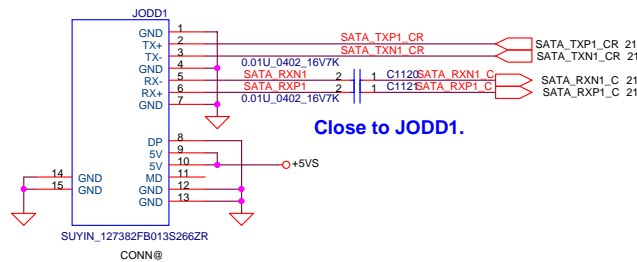 JODD1
GND 1
TX+ 2 SATA_TXP1_CR SATA_TXP1_CR 21
TX- 3 SATA_TXN1_CR SATA_TXN1_CR 21
GND 4 0.01U_0402_16V7K
RX- 5 SATA_RXN1 2 1 C1120 SATA_RXN1_C SATA_RXN1_C 21
RX+ 6 SATA_RXP1 2 1 C1121 SATA_RXP1_C SATA_RXP1_C 21
GND 7 0.01U_0402_16V7K
Close to JODD1.
DP 8
5V 9
5V 10 +5VS
14 GND MD 11
15 GND GND 12
GND 13
SUYIN_127382FB013S266ZR
CONN@